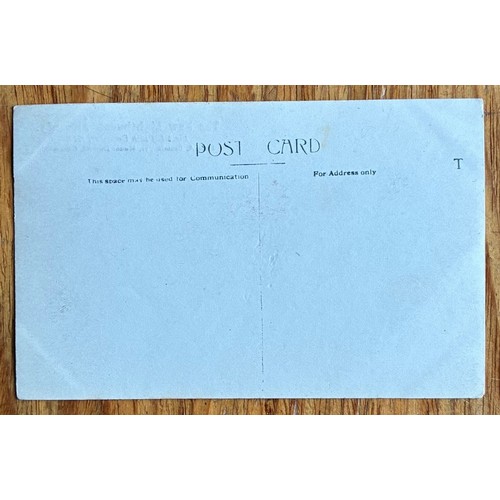 POST CARD
T
This space may be used for Communication
For Address only